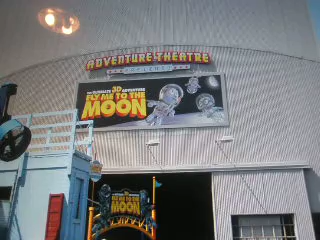 ADVENTURE THEATRE
THE ULTIMATE 3D ADVENTURE
FLY ME TO THE
MOON
FLY ME TO THE
MOON